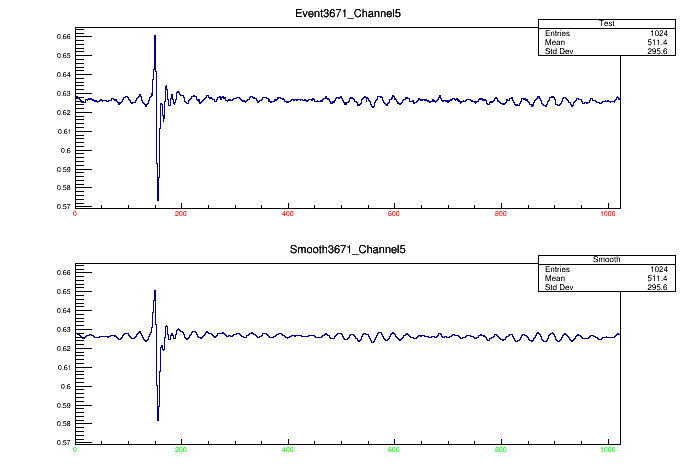 Event3671_Channel5
Test
Entries 1024
Mean 511.4
Std Dev 295.6
0.66
0.65
0.64
0.63
0.62
0.61
0.6
0.59
0.58
0.57
0 200 400 600 800 1000
Smooth3671_Channel5
Smooth
Entries 1024
Mean 511.4
Std Dev 295.6
0.66
0.65
0.64
0.63
0.62
0.61
0.6
0.59
0.58
0.57
0 200 400 600 800 1000